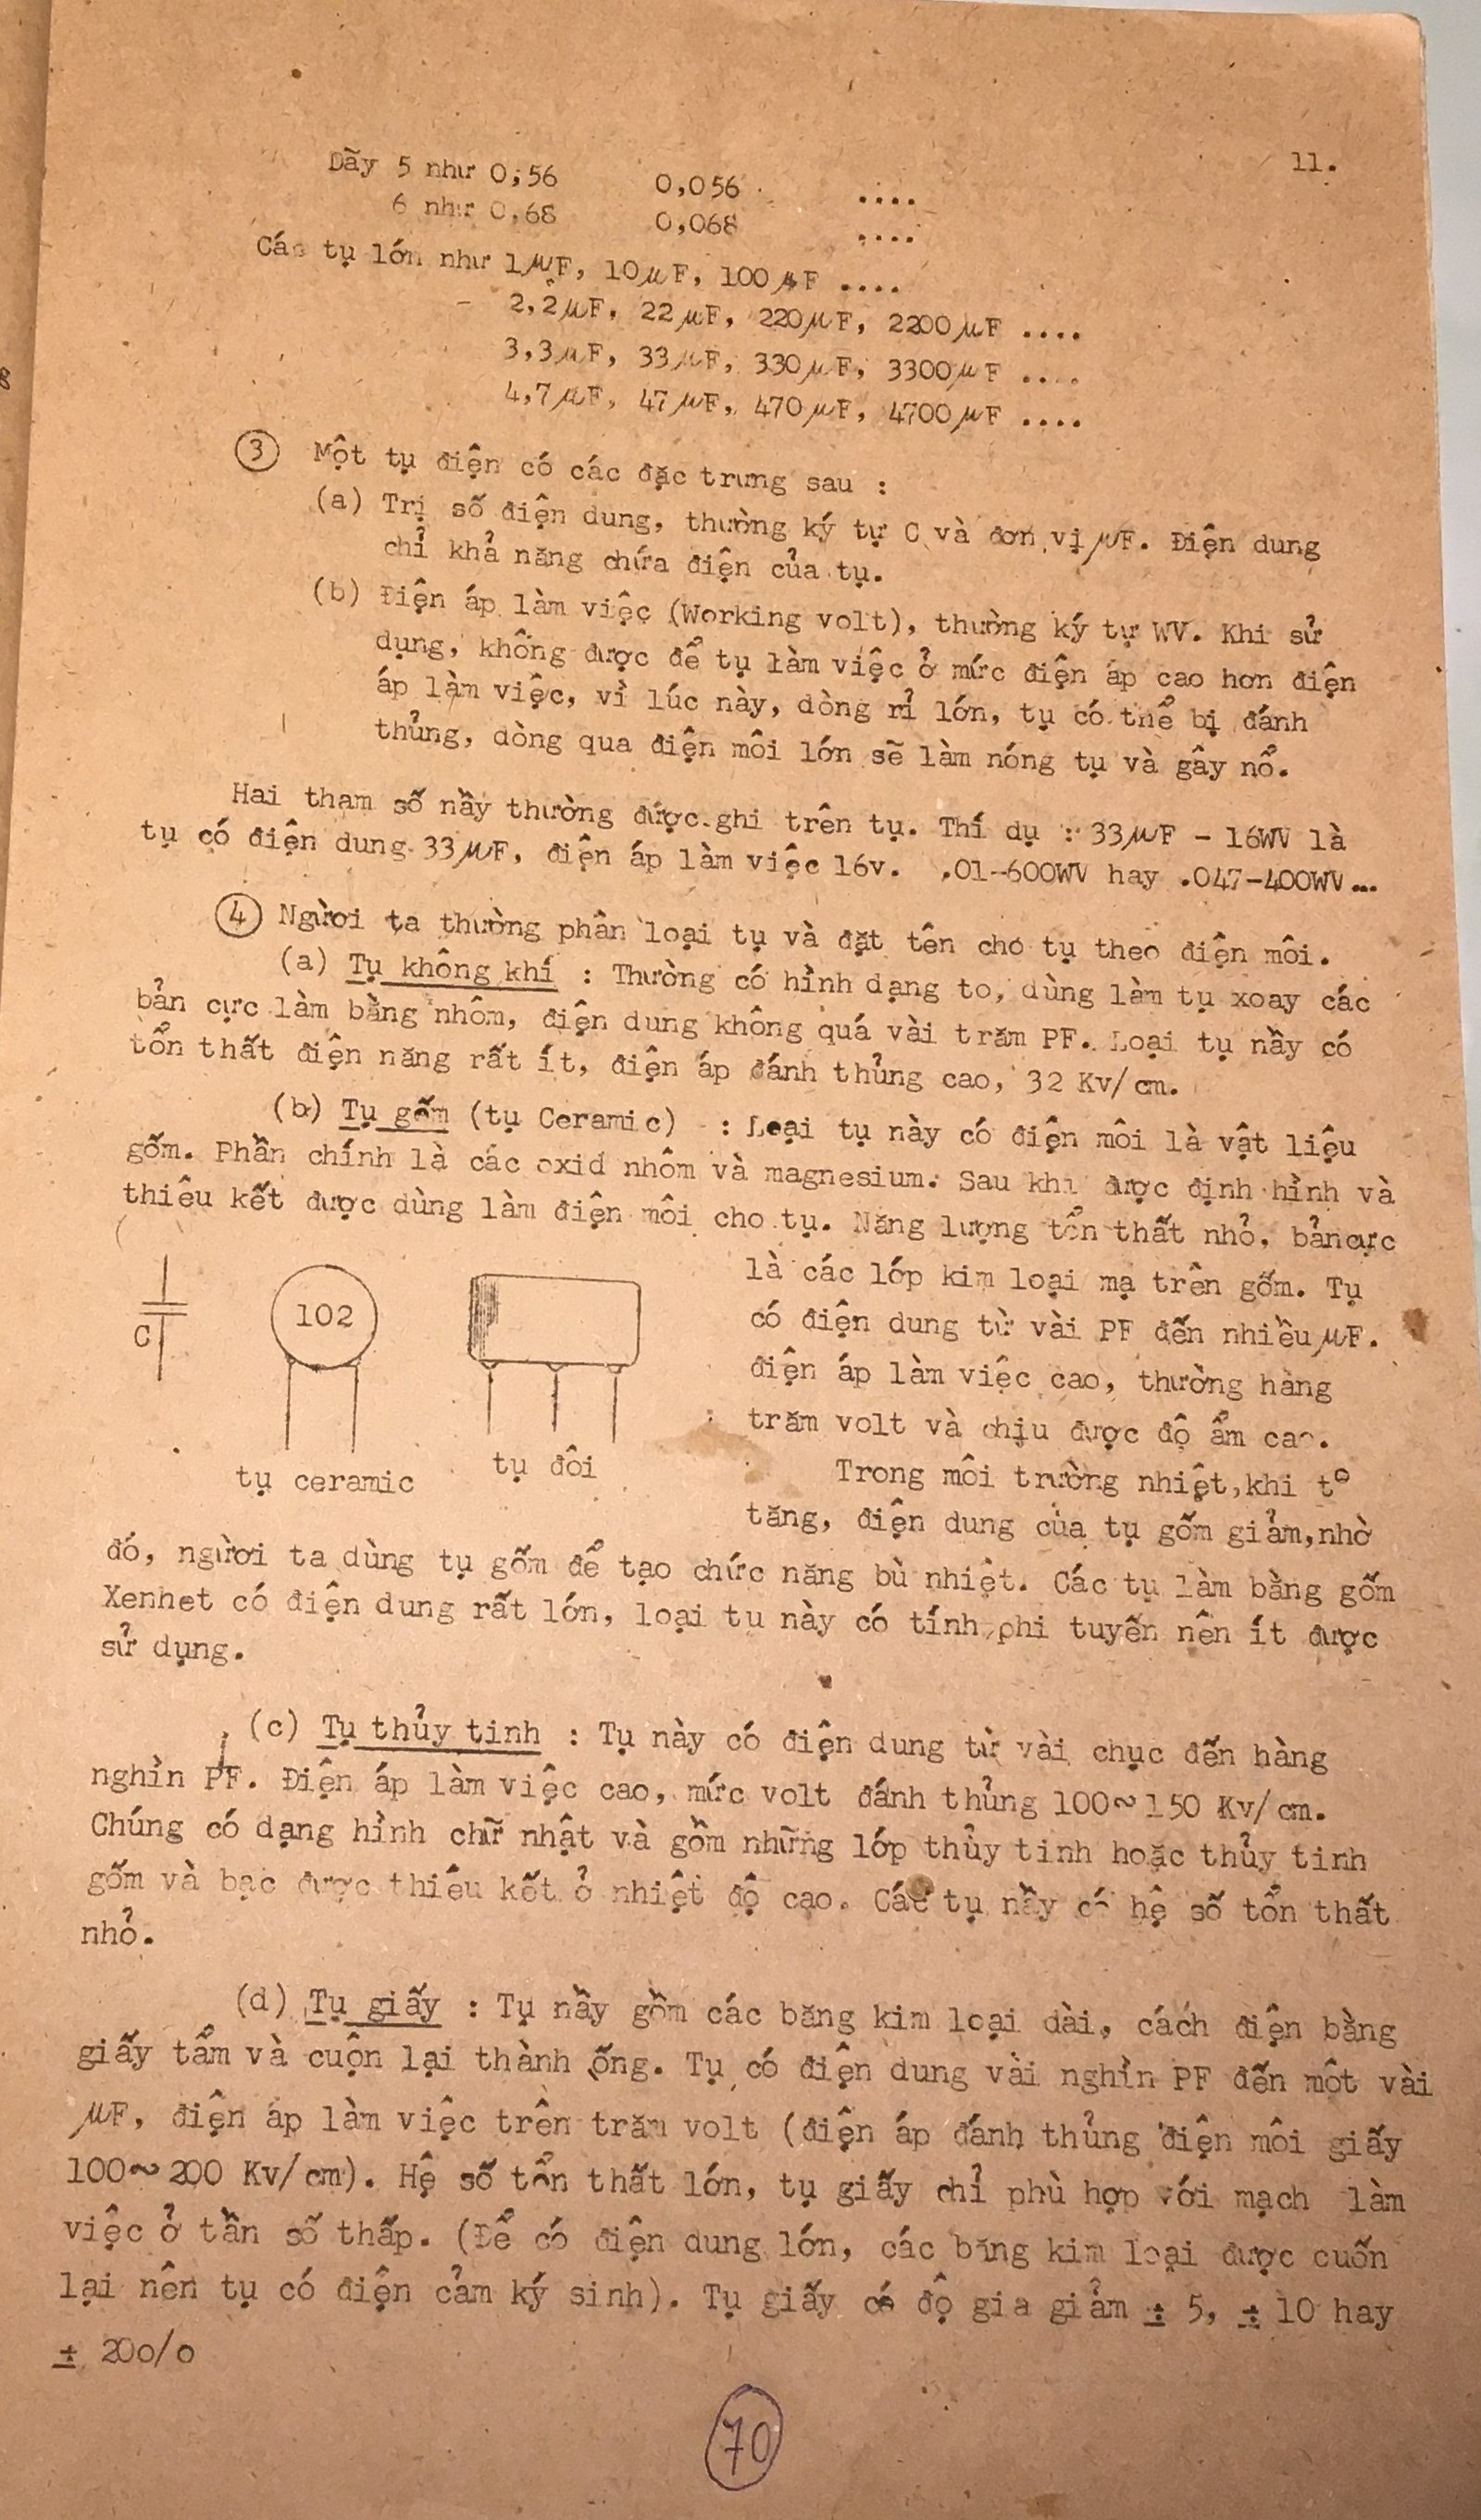 11.
Dãy 5 như 0,56 0,056 ....
6 như 0,68 0,068 ....
Các tụ lớn như 1μF, 10μF, 100μF ....
2,2μF, 22μF, 220μF, 2200μF ....
3,3μF, 33μF, 330μF, 3300μF ....
4,7μF, 47μF, 470μF, 4700μF ....
③ Một tụ điện có các đặc trưng sau :
(a) Trị số điện dung, thường ký tự C và đơn vị μF. Điện dung
chỉ khả năng chứa điện của tụ.
(b) Điện áp làm việc (Working volt), thường ký tự WV. Khi sử
dụng, không được để tụ làm việc ở mức điện áp cao hơn điện
áp làm việc, vì lúc này, dòng rỉ lớn, tụ có thể bị đánh
thủng, dòng qua điện môi lớn sẽ làm nóng tụ và gây nổ.
Hai tham số nầy thường được ghi trên tụ. Thí dụ : 33μF - 16WV là
tụ có điện dung 33μF, điện áp làm việc 16v. .01-600WV hay .047-400WV...
④ Người ta thường phân loại tụ và đặt tên cho tụ theo điện môi.
(a) Tụ không khí : Thường có hình dạng to, dùng làm tụ xoay các
bản cực làm bằng nhôm, điện dung không quá vài trăm PF. Loại tụ nầy có
tổn thất điện năng rất ít, điện áp đánh thủng cao, 32 Kv/cm.
(b) Tụ gốm (tụ Ceramic) : Loại tụ này có điện môi là vật liệu
gốm. Phần chính là các oxid nhôm và magnesium. Sau khi được định hình và
thiêu kết được dùng làm điện môi cho tụ. Năng lượng tổn thất nhỏ, bản cực
là các lớp kim loại mạ trên gốm. Tụ
có điện dung từ vài PF đến nhiều μF.
điện áp làm việc cao, thường hàng
trăm volt và chịu được độ ẩm cao.
C
102
tụ ceramic
tụ đôi
Trong môi trường nhiệt, khi t°
tăng, điện dung của tụ gốm giảm, nhờ
đó, người ta dùng tụ gốm để tạo chức năng bù nhiệt. Các tụ làm bằng gốm
Xenhet có điện dung rất lớn, loại tu này có tính phi tuyến nên ít được
sử dụng.
(c) Tụ thủy tinh : Tụ này có điện dung từ vài chục đến hàng
nghìn PF. Điện áp làm việc cao, mức volt đánh thủng 100~150 Kv/cm.
Chúng có dạng hình chữ nhật và gồm những lớp thủy tinh hoặc thủy tinh
gốm và bạc được thiêu kết ở nhiệt độ cao. Các tụ nầy có hệ số tổn thất
nhỏ.
(d) Tụ giấy : Tụ nầy gồm các băng kim loại dài, cách điện bằng
giấy tẩm và cuộn lại thành ống. Tụ có điện dung vài nghìn PF đến một vài
μF, điện áp làm việc trên trăm volt (điện áp đánh thủng điện môi giấy
100~200 Kv/cm). Hệ số tổn thất lớn, tụ giấy chỉ phù hợp với mạch làm
việc ở tần số thấp. (Để có điện dung lớn, các băng kim loại được cuốn
lại nên tụ có điện cảm ký sinh). Tụ giấy có độ gia giảm ± 5, ± 10 hay
± 20o/o
70